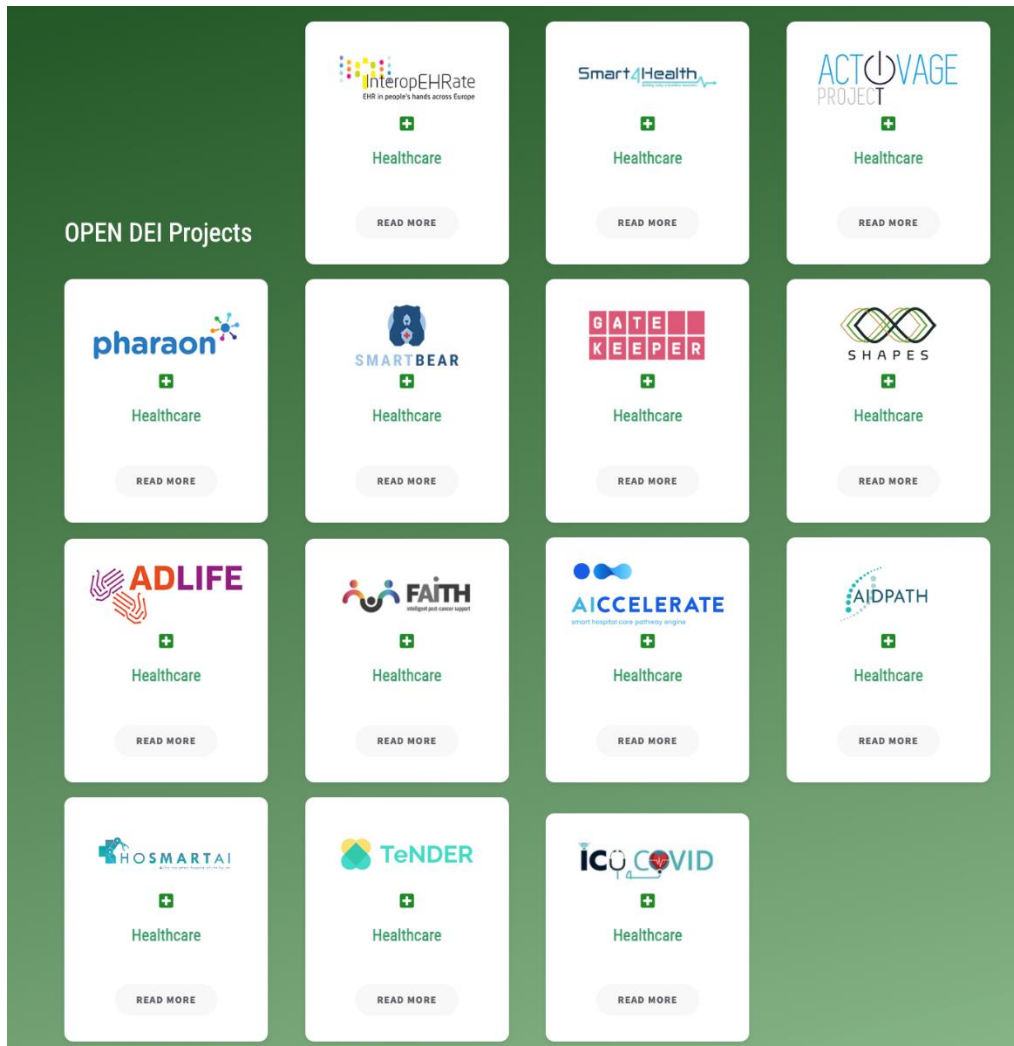 InteropEHRate
EHR in people's hands across Europe
Healthcare
READ MORE
Smart4Health
Healthcare
READ MORE
ACTIVAGE
PROJECT
Healthcare
READ MORE
OPEN DEI Projects
pharaon
Healthcare
READ MORE
SMARTBEAR
Healthcare
READ MORE
GATE
KEEPER
Healthcare
READ MORE
SHAPES
Healthcare
READ MORE
ADLIFE
Healthcare
READ MORE
FAITH
intelligent post-cancer support
Healthcare
READ MORE
AICCELERATE
smart hospital care pathway engine
Healthcare
READ MORE
AIDPATH
Healthcare
READ MORE
HOSMARTAI
Healthcare
READ MORE
TeNDER
Healthcare
READ MORE
icu COVID
Healthcare
READ MORE